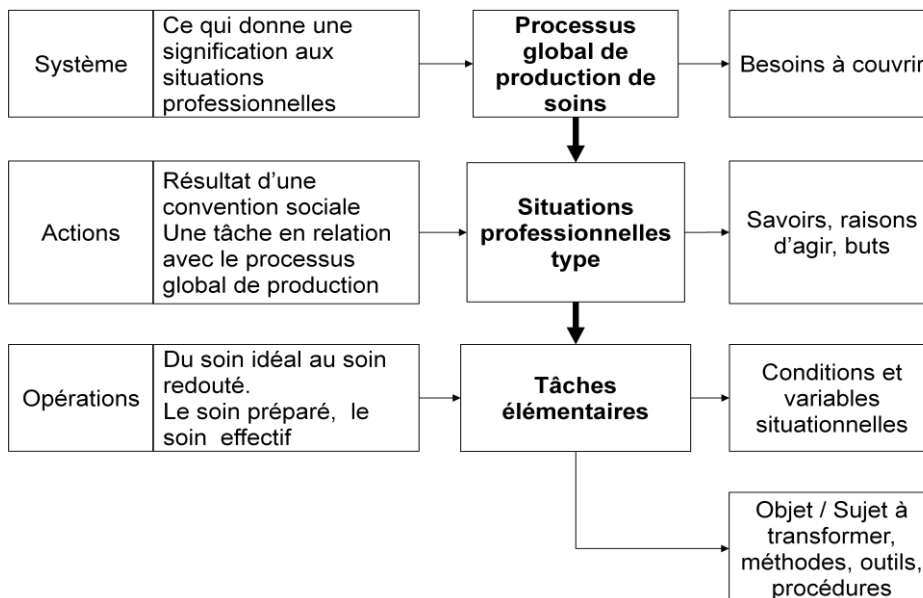 Système
Ce qui donne une
signification aux
situations
professionnelles
Processus
global de
production de
soins
Besoins à couvrir
Actions
Résultat d'une
convention sociale
Une tâche en relation
avec le processus
global de production
Situations
professionnelles
type
Savoirs, raisons
d'agir, buts
Opérations
Du soin idéal au soin
redouté.
Le soin préparé, le
soin effectif
Tâches
élémentaires
Conditions et
variables
situationnelles
Objet / Sujet à
transformer,
méthodes, outils,
procédures